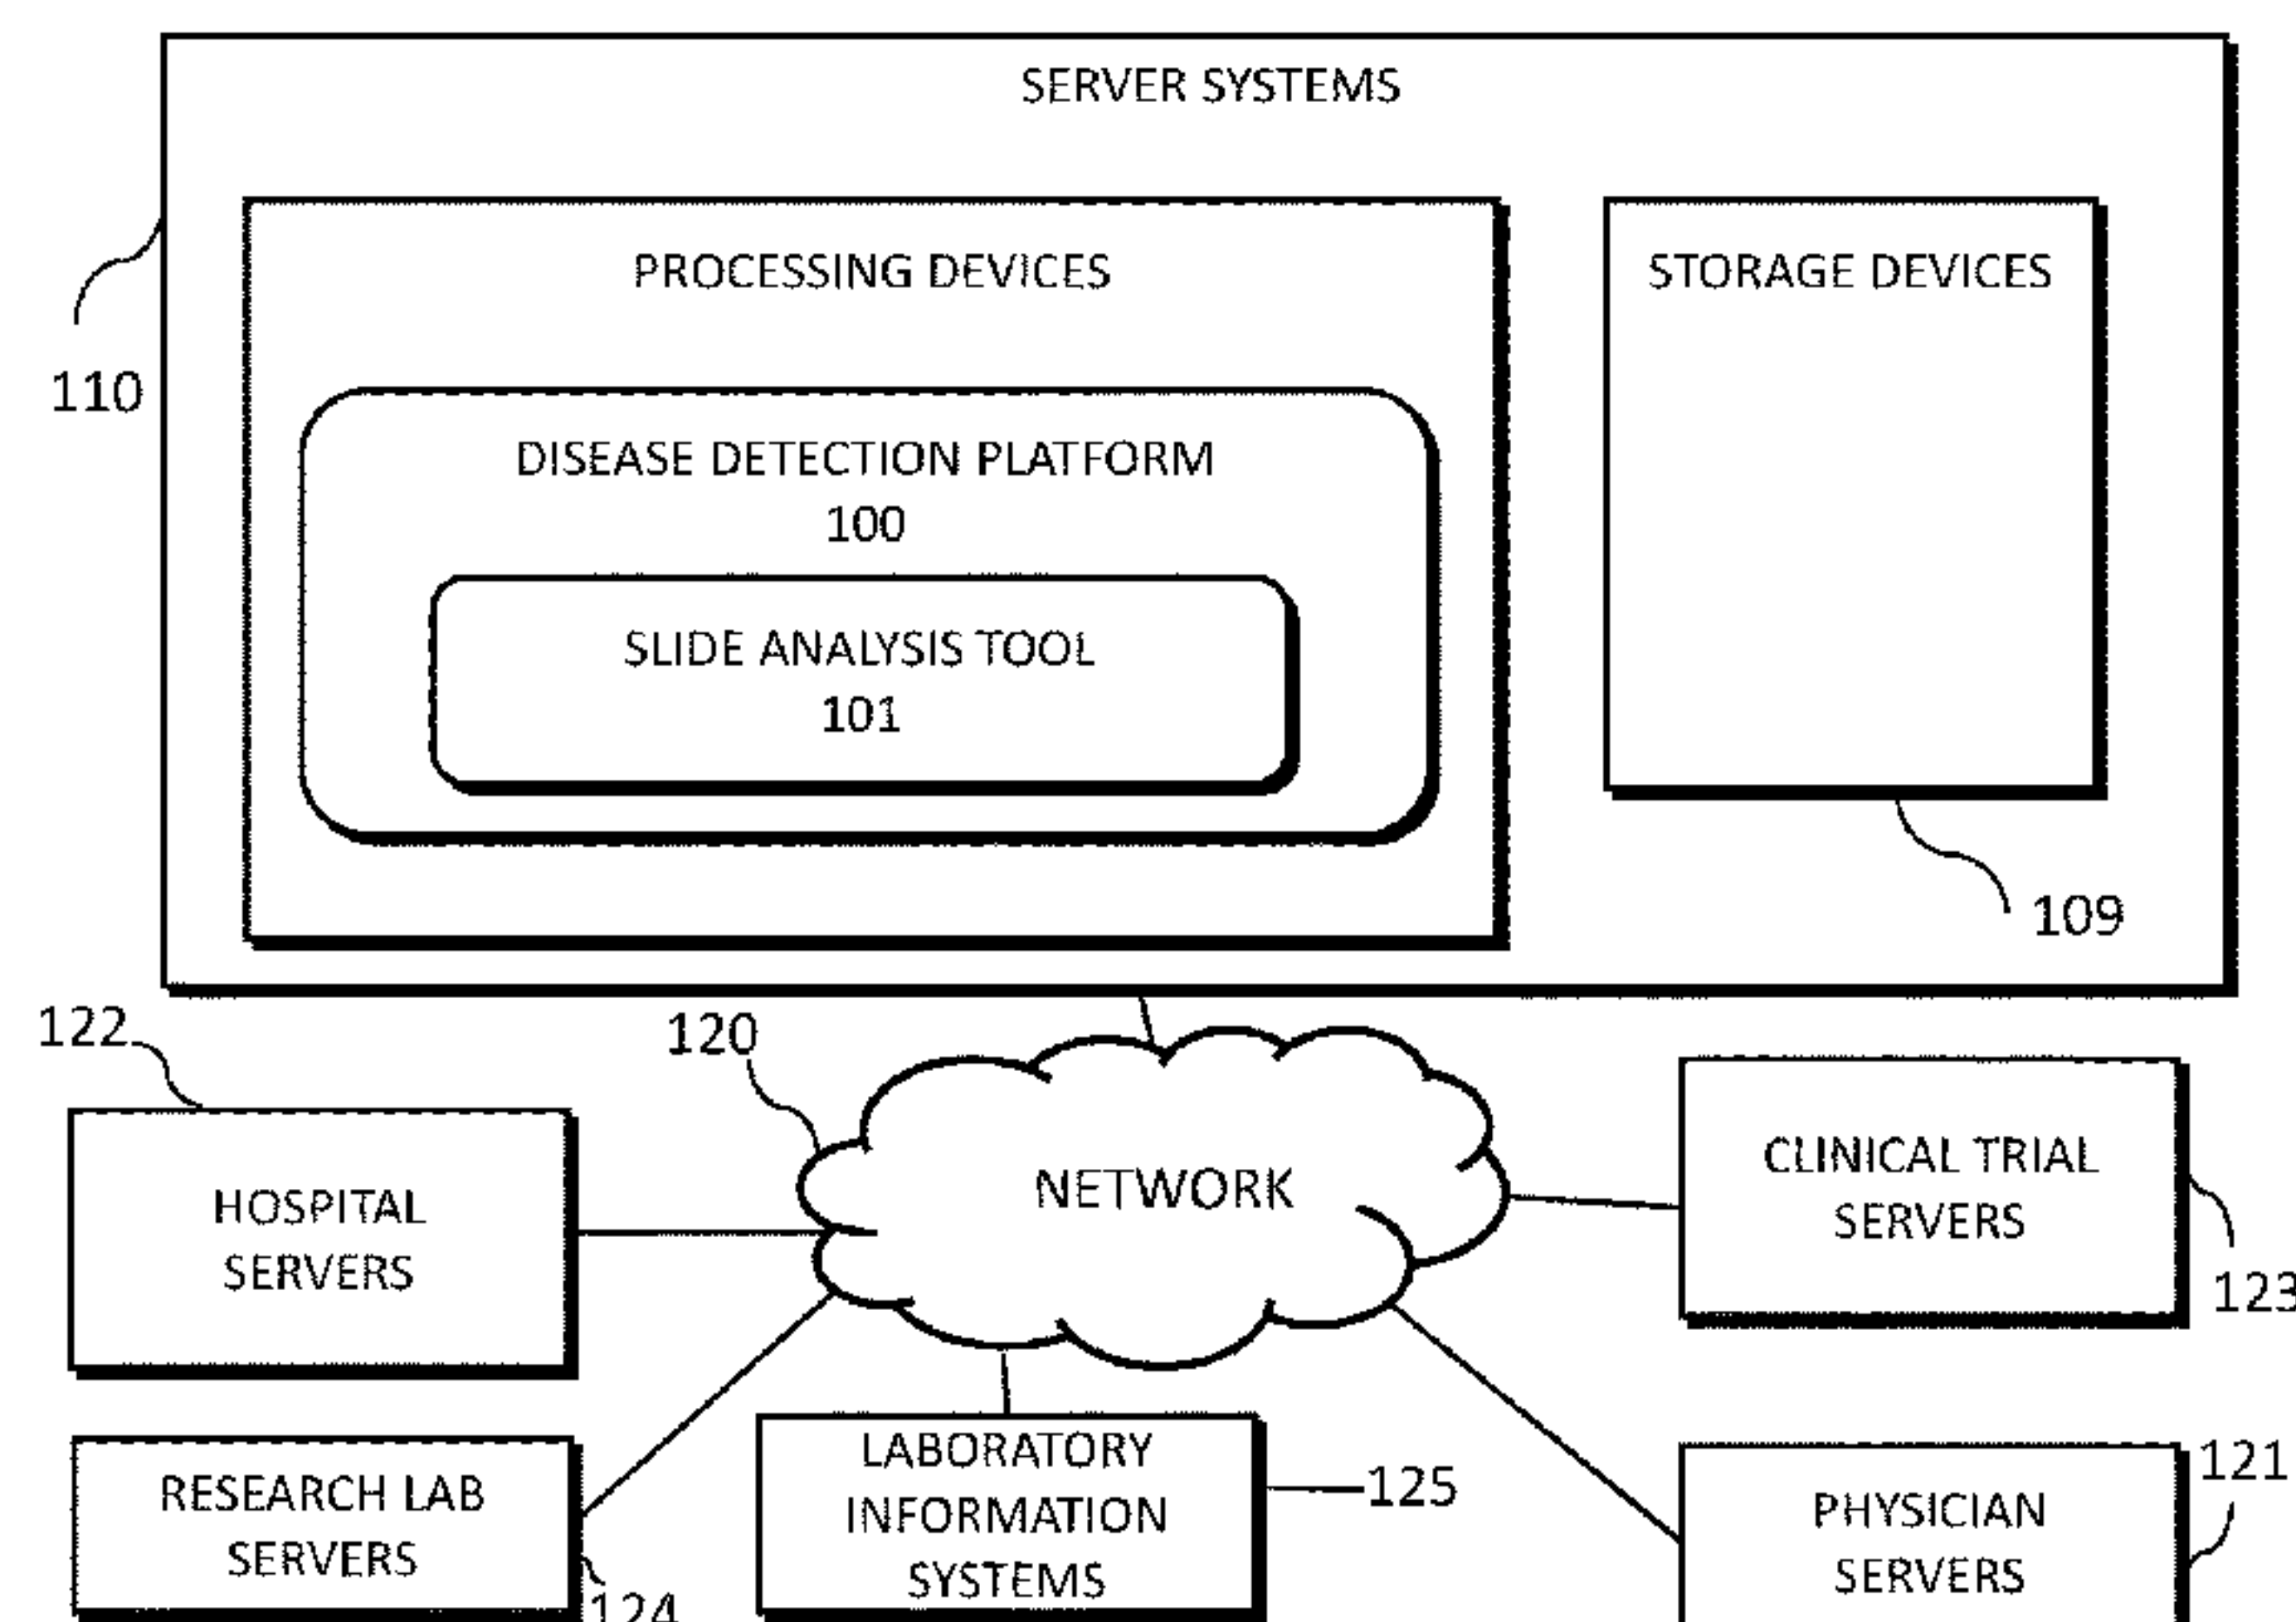 SERVER SYSTEMS
PROCESSING DEVICES
STORAGE DEVICES
110
DISEASE DETECTION PLATFORM
100
SLIDE ANALYSIS TOOL
101
109
122
120
HOSPITAL
SERVERS
NETWORK
CLINICAL TRIAL
SERVERS
123
RESEARCH LAB
SERVERS
124
LABORATORY
INFORMATION
SYSTEMS
125
121
PHYSICIAN
SERVERS